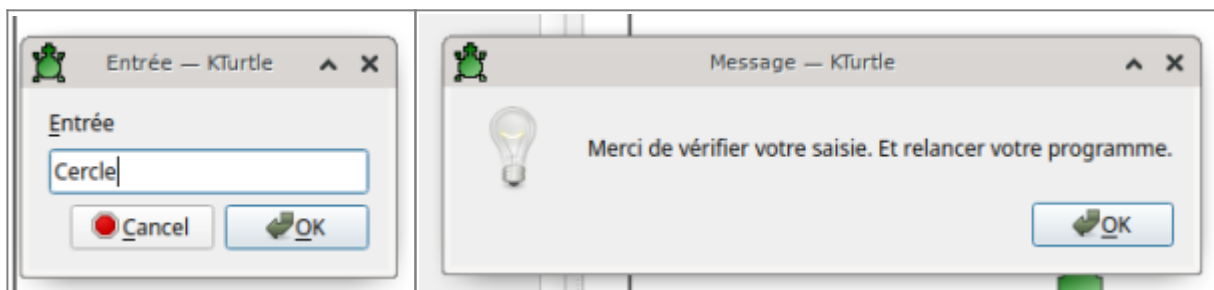 Entrée — KTurtle
Entrée
Cercle
Cancel
OK
Message — KTurtle
Merci de vérifier votre saisie. Et relancer votre programme.
OK